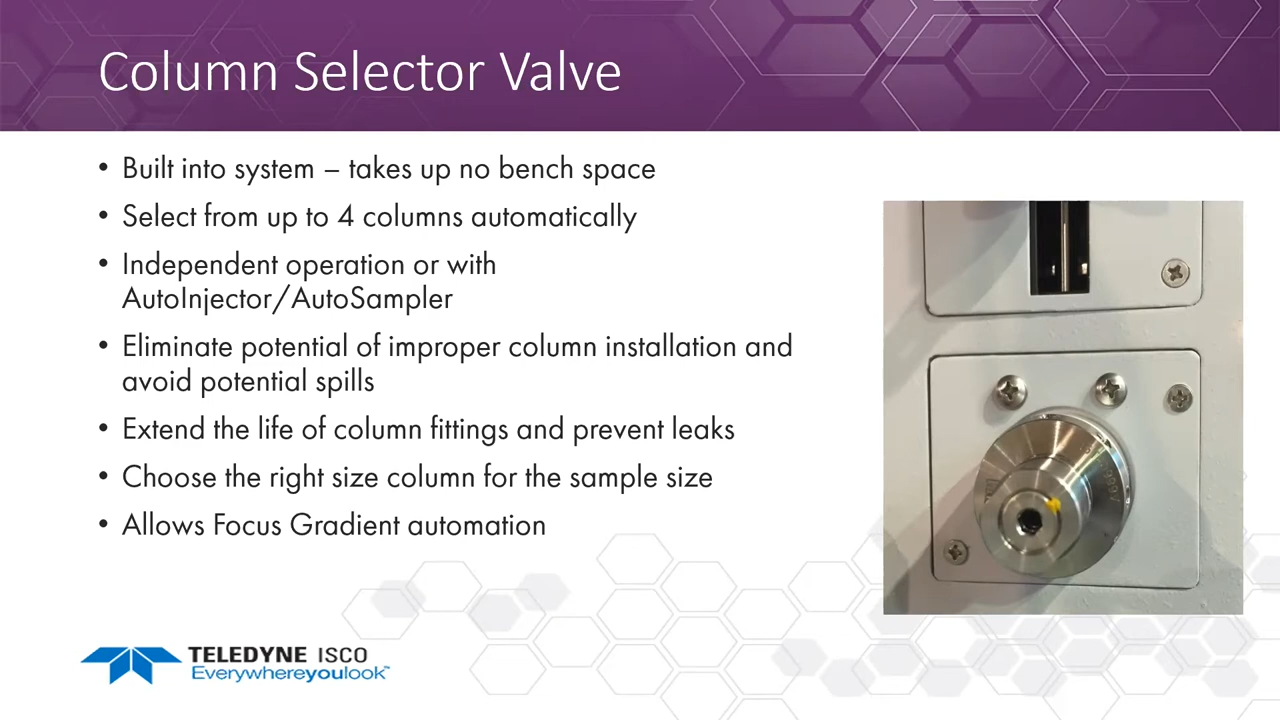 Column Selector Valve
• Built into system – takes up no bench space
• Select from up to 4 columns automatically
• Independent operation or with
AutoInjector/AutoSampler
• Eliminate potential of improper column installation and
avoid potential spills
• Extend the life of column fittings and prevent leaks
• Choose the right size column for the sample size
• Allows Focus Gradient automation
TELEDYNE ISCO
Everywhereyoulook™